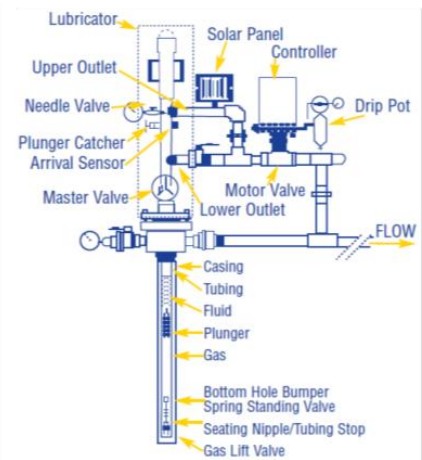 Lubricator
Solar Panel
Controller
Upper Outlet
Needle Valve
Drip Pot
Plunger Catcher
Arrival Sensor
Master Valve
Motor Valve
Lower Outlet
FLOW
Casing
Tubing
Fluid
Plunger
Gas
Bottom Hole Bumper
Spring Standing Valve
Seating Nipple/Tubing Stop
Gas Lift Valve